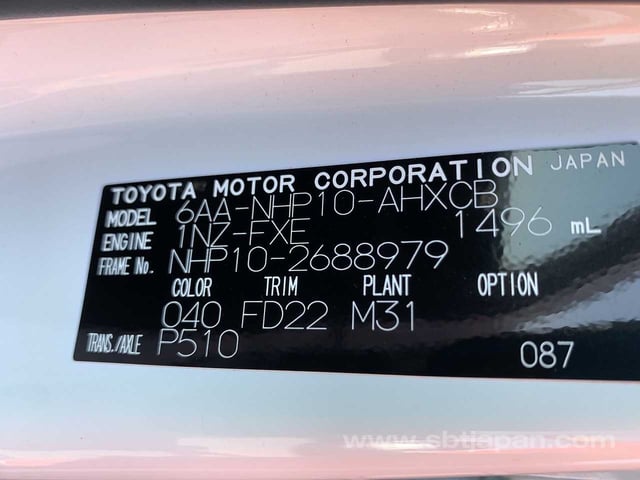 TOYOTA MOTOR CORPORATION JAPAN
MODEL 6AA-NHP10-AHXCB
ENGINE 1NZ-FXE 1496 mL
FRAME No. NHP10-2688979
COLOR TRIM PLANT OPTION
040 FD22 M31
TRANS./AXLE P510
087
www.sbtjapan.com